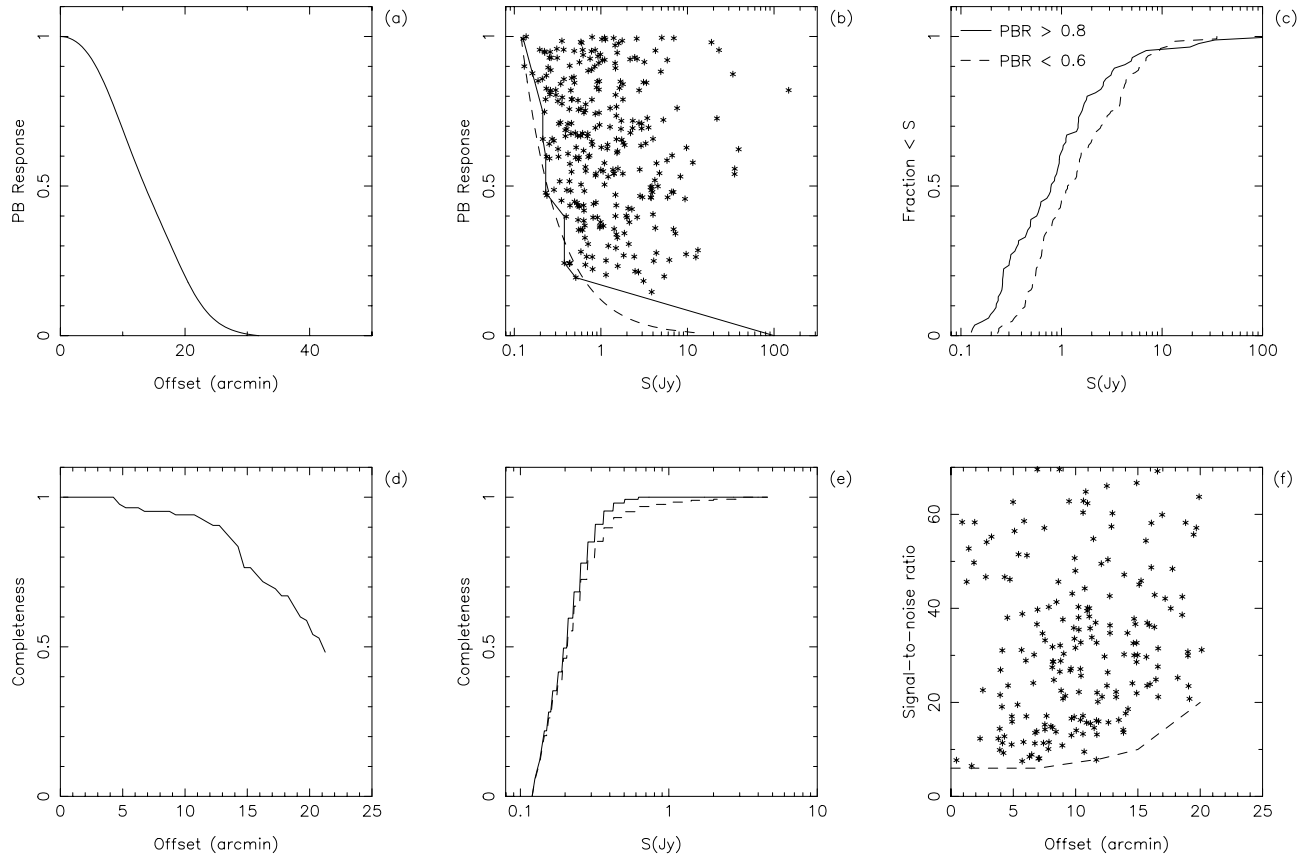 (a)
1
0.5
0
PB Response
0 20 40
Offset (arcmin)
(b)
1
0.5
0
PB Response
0.1 1 10 100
S(Jy)
(c)
PBR > 0.8
PBR < 0.6
1
0.5
0
Fraction < S
0.1 1 10 100
S(Jy)
(d)
1
0.5
0
Completeness
0 5 10 15 20 25
Offset (arcmin)
(e)
1
0.5
0
Completeness
0.1 1 10
S(Jy)
(f)
60
40
20
0
Signal-to-noise ratio
0 5 10 15 20 25
Offset (arcmin)